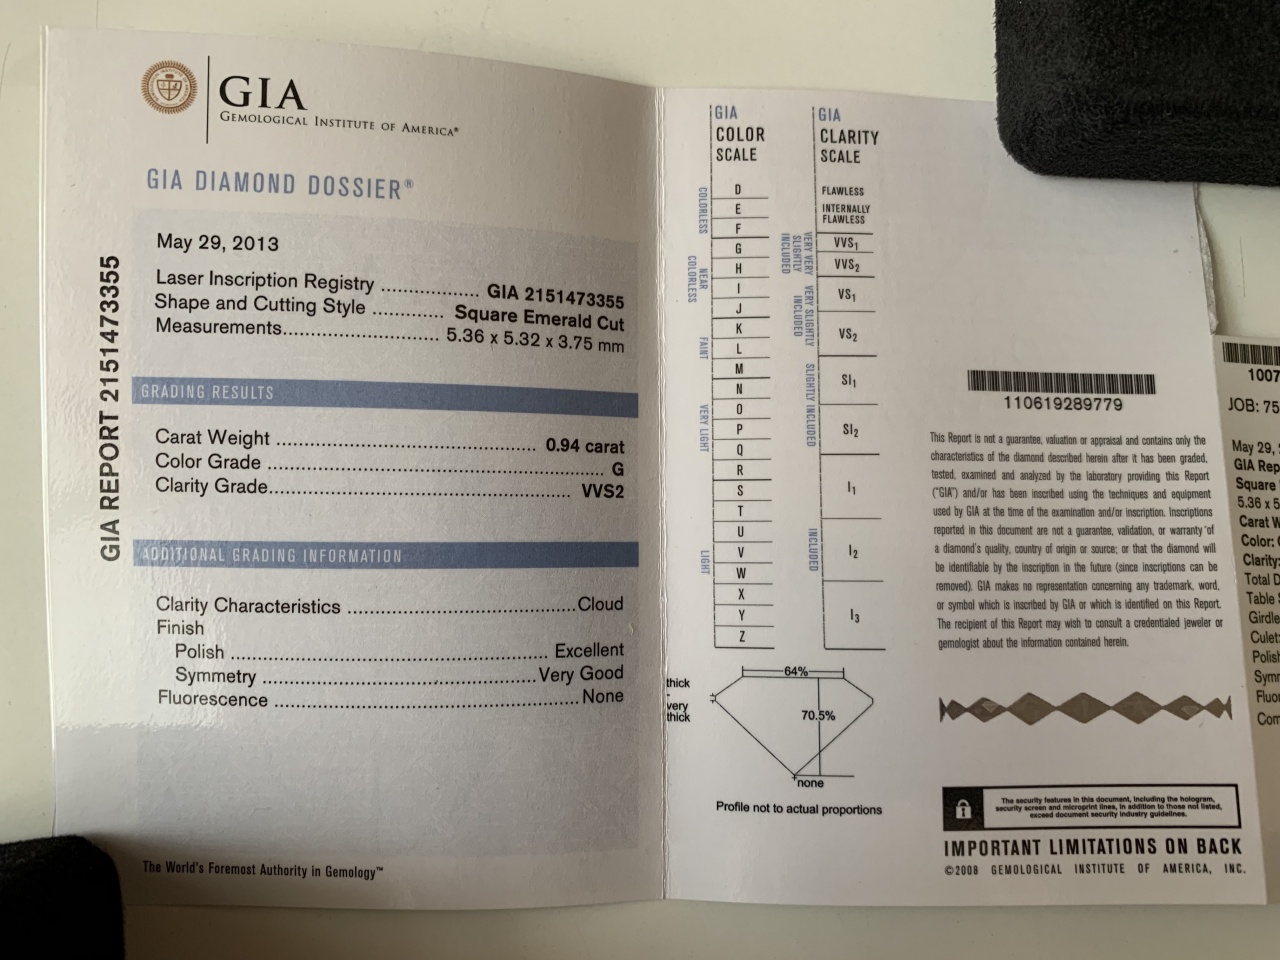 GIA
GEMOLOGICAL INSTITUTE OF AMERICA®
GIA DIAMOND DOSSIER®
GIA REPORT 2151473355
May 29, 2013
Laser Inscription Registry .................. GIA 2151473355
Shape and Cutting Style ............ Square Emerald Cut
Measurements.......................... 5.36 x 5.32 x 3.75 mm
GRADING RESULTS
Carat Weight ............................................ 0.94 carat
Color Grade ........................................................ G
Clarity Grade.................................................. VVS2
ADDITIONAL GRADING INFORMATION
Clarity Characteristics ...................................... Cloud
Finish
Polish ..................................................... Excellent
Symmetry ............................................. Very Good
Fluorescence .................................................... None
The World's Foremost Authority in Gemology™
GIA
COLOR
SCALE
COLORLESS
D
E
F
NEAR
COLORLESS
G
H
I
J
FAINT
K
L
M
VERY LIGHT
N
O
P
Q
R
LIGHT
S
T
U
V
W
X
Y
Z
GIA
CLARITY
SCALE
FLAWLESS
INTERNALLY
FLAWLESS
VERY VERY
SLIGHTLY
INCLUDED
VVS1
VVS2
VERY SLIGHTLY
INCLUDED
VS1
VS2
SLIGHTLY INCLUDED
SI1
SI2
INCLUDED
I1
I2
I3
64%
thick
-
very
thick
70.5%
none
Profile not to actual proportions
110619289779
This Report is not a guarantee, valuation or appraisal and contains only the
characteristics of the diamond described herein after it has been graded,
tested, examined and analyzed by the laboratory providing this Report
("GIA") and/or has been inscribed using the techniques and equipment
used by GIA at the time of the examination and/or inscription. Inscriptions
reported in this document are not a guarantee, validation, or warranty of
a diamond's quality, country of origin or source; or that the diamond will
be identifiable by the inscription in the future (since inscriptions can be
removed). GIA makes no representation concerning any trademark, word,
or symbol which is inscribed by GIA or which is identified on this Report.
The recipient of this Report may wish to consult a credentialed jeweler or
gemologist about the information contained herein.
The security features in this document, including the hologram,
security screen and microprint lines, in addition to those not listed,
exceed document security industry guidelines.
IMPORTANT LIMITATIONS ON BACK
©2008 GEMOLOGICAL INSTITUTE OF AMERICA, INC.
1007
JOB: 75
May 29,
GIA Rep
Square
5.36 x 5
Carat W
Color:
Clarity:
Total D
Table
Girdle
Culet:
Polish
Symm
Fluor
Com